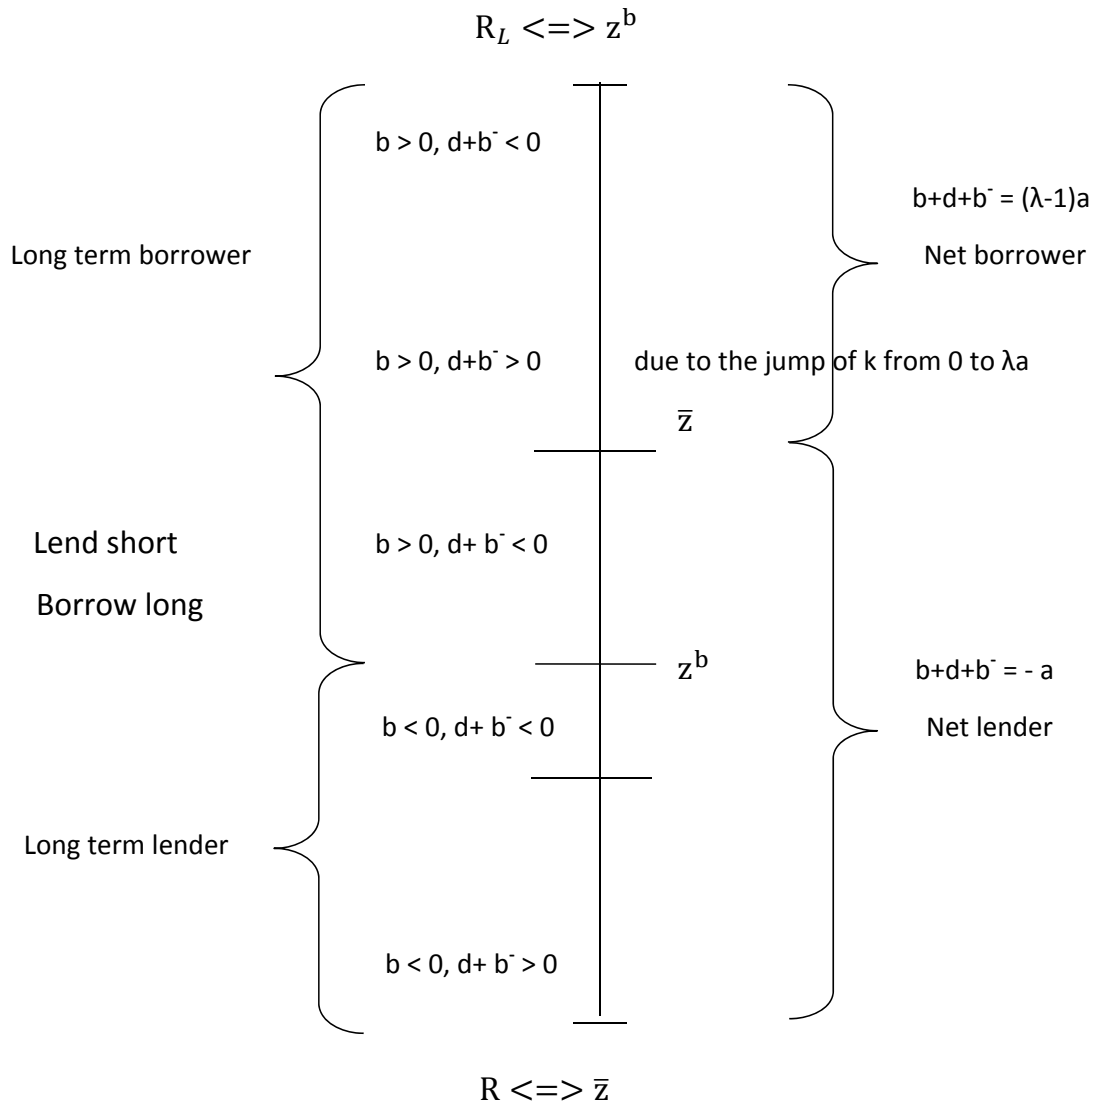 R_L <=> z^b
b > 0, d+b⁻ < 0
b+d+b⁻ = (λ-1)a
Long term borrower
Net borrower
b > 0, d+b⁻ > 0
due to the jump of k from 0 to λa
z̄
Lend short
b > 0, d+ b⁻ < 0
Borrow long
z^b
b+d+b⁻ = - a
b < 0, d+ b⁻ < 0
Net lender
Long term lender
b < 0, d+ b⁻ > 0
R <=> z̄